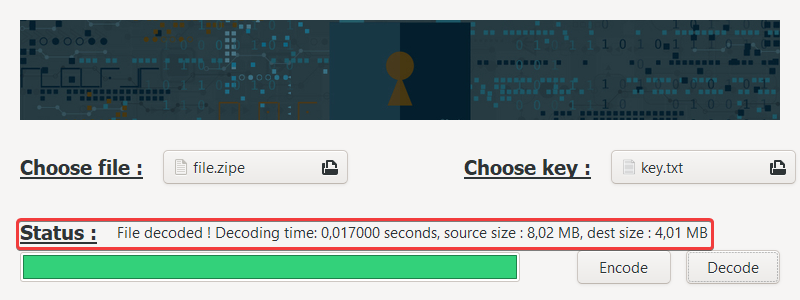 Choose file : file.zipe Choose key : key.txt
Status : File decoded ! Decoding time: 0,017000 seconds, source size : 8,02 MB, dest size : 4,01 MB
Encode Decode